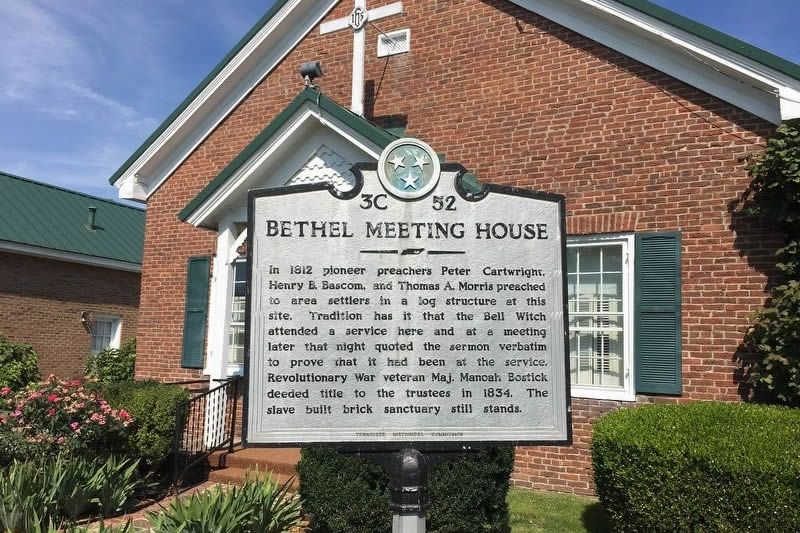 IHS
3C 52
BETHEL MEETING HOUSE
In 1812 pioneer preachers Peter Cartwright,
Henry B. Bascom, and Thomas A. Morris preached
to area settlers in a log structure at this
site. Tradition has it that the Bell Witch
attended a service here and at a meeting
later that night quoted the sermon verbatim
to prove that it had been at the service.
Revolutionary War veteran Maj. Manoah Bostick
deeded title to the trustees in 1834. The
slave built brick sanctuary still stands.
TENNESSEE HISTORICAL COMMISSION